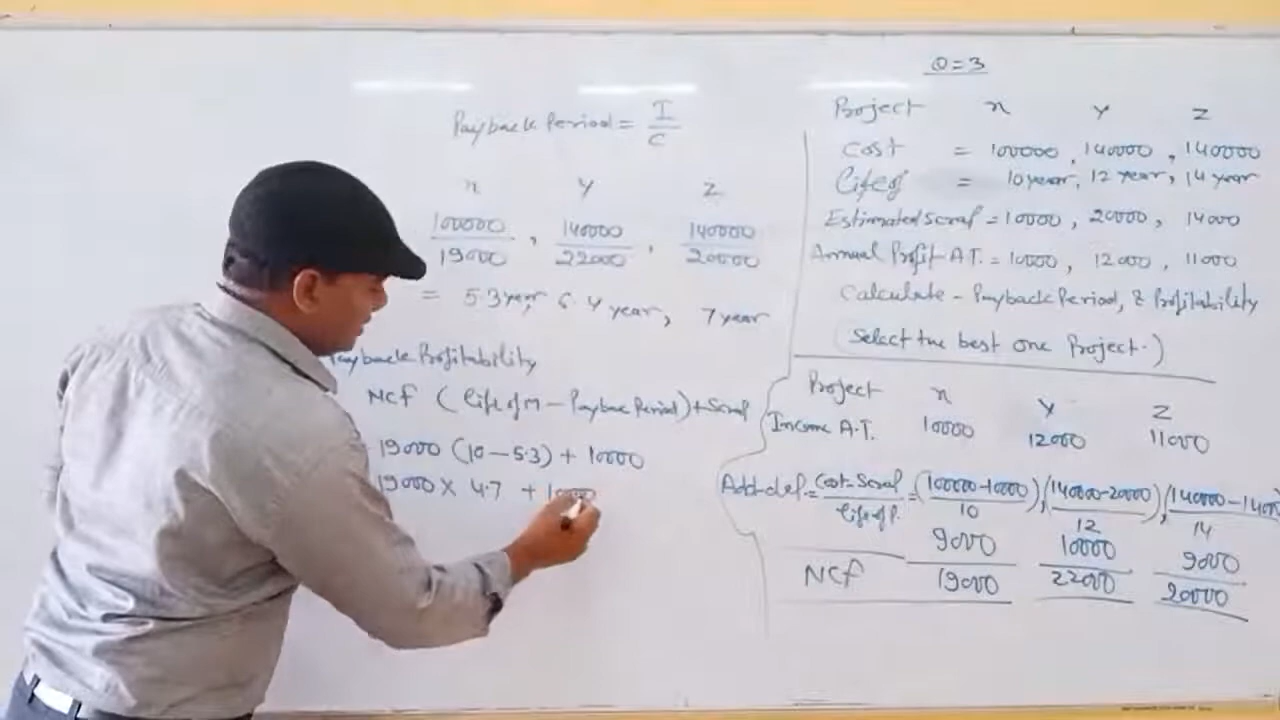 Payback Period = I/C
x y z
100000/19000 , 140000/22000 , 140000/20000
= 5.3 year, 6.4 year, 7 year
Payback Profitability
NCF (Life of M - Payback Period) + Scrap
19000 (10 - 5.3) + 10000
19000 × 4.7 + 10000
Q=3
Project x y z
Cost = 100000, 140000, 140000
Life of = 10 year, 12 year, 14 year
Estimated Scrap = 10000, 20000, 14000
Annual Profit A.T. = 10000, 12000, 11000
Calculate - Payback Period, & Profitability
(Select the best one Project.)
Project x y z
Income A.T. 10000 12000 11000
Add-dep. = Cost-Scrap/Life of P. = (100000-10000)/10, (140000-20000)/12, (140000-14000)/14
9000 10000 9000
NCF 19000 22000 20000